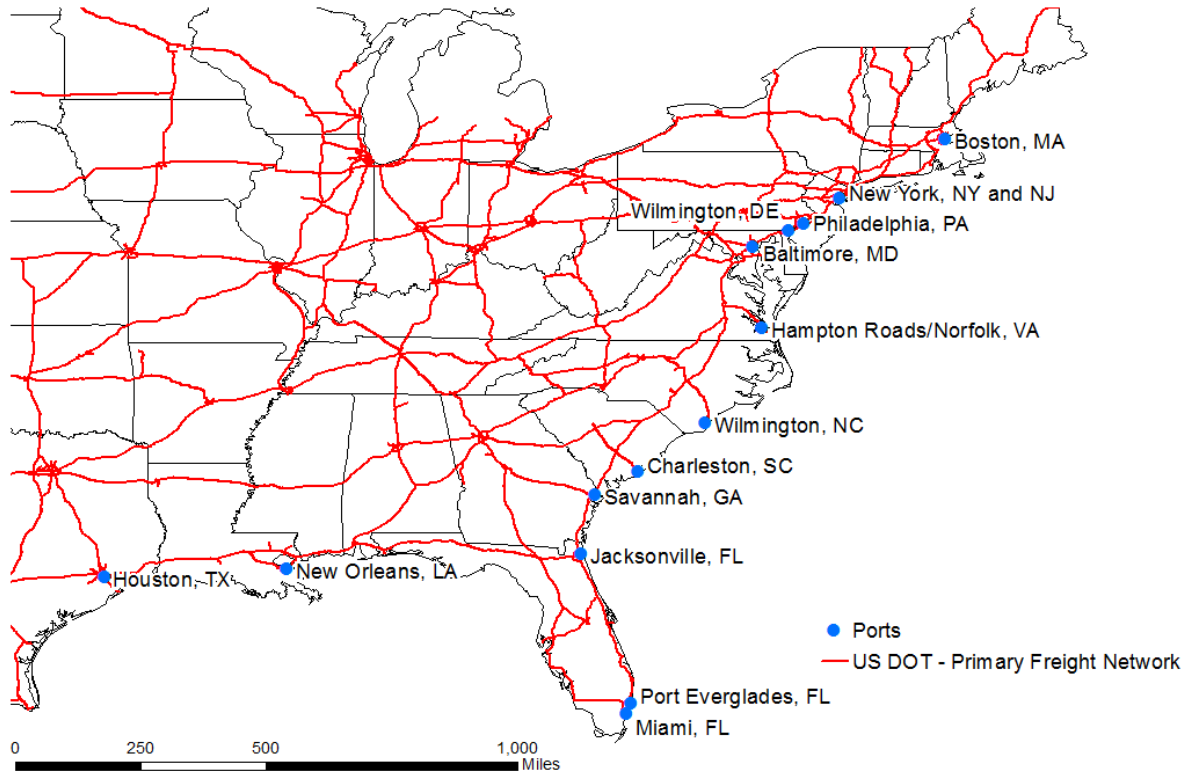 Boston, MA
New York, NY and NJ
Wilmington, DE
Philadelphia, PA
Baltimore, MD
Hampton Roads/Norfolk, VA
Wilmington, NC
Charleston, SC
Savannah, GA
Jacksonville, FL
New Orleans, LA
Houston, TX
Ports
US DOT - Primary Freight Network
Port Everglades, FL
Miami, FL
0 250 500 1,000
Miles